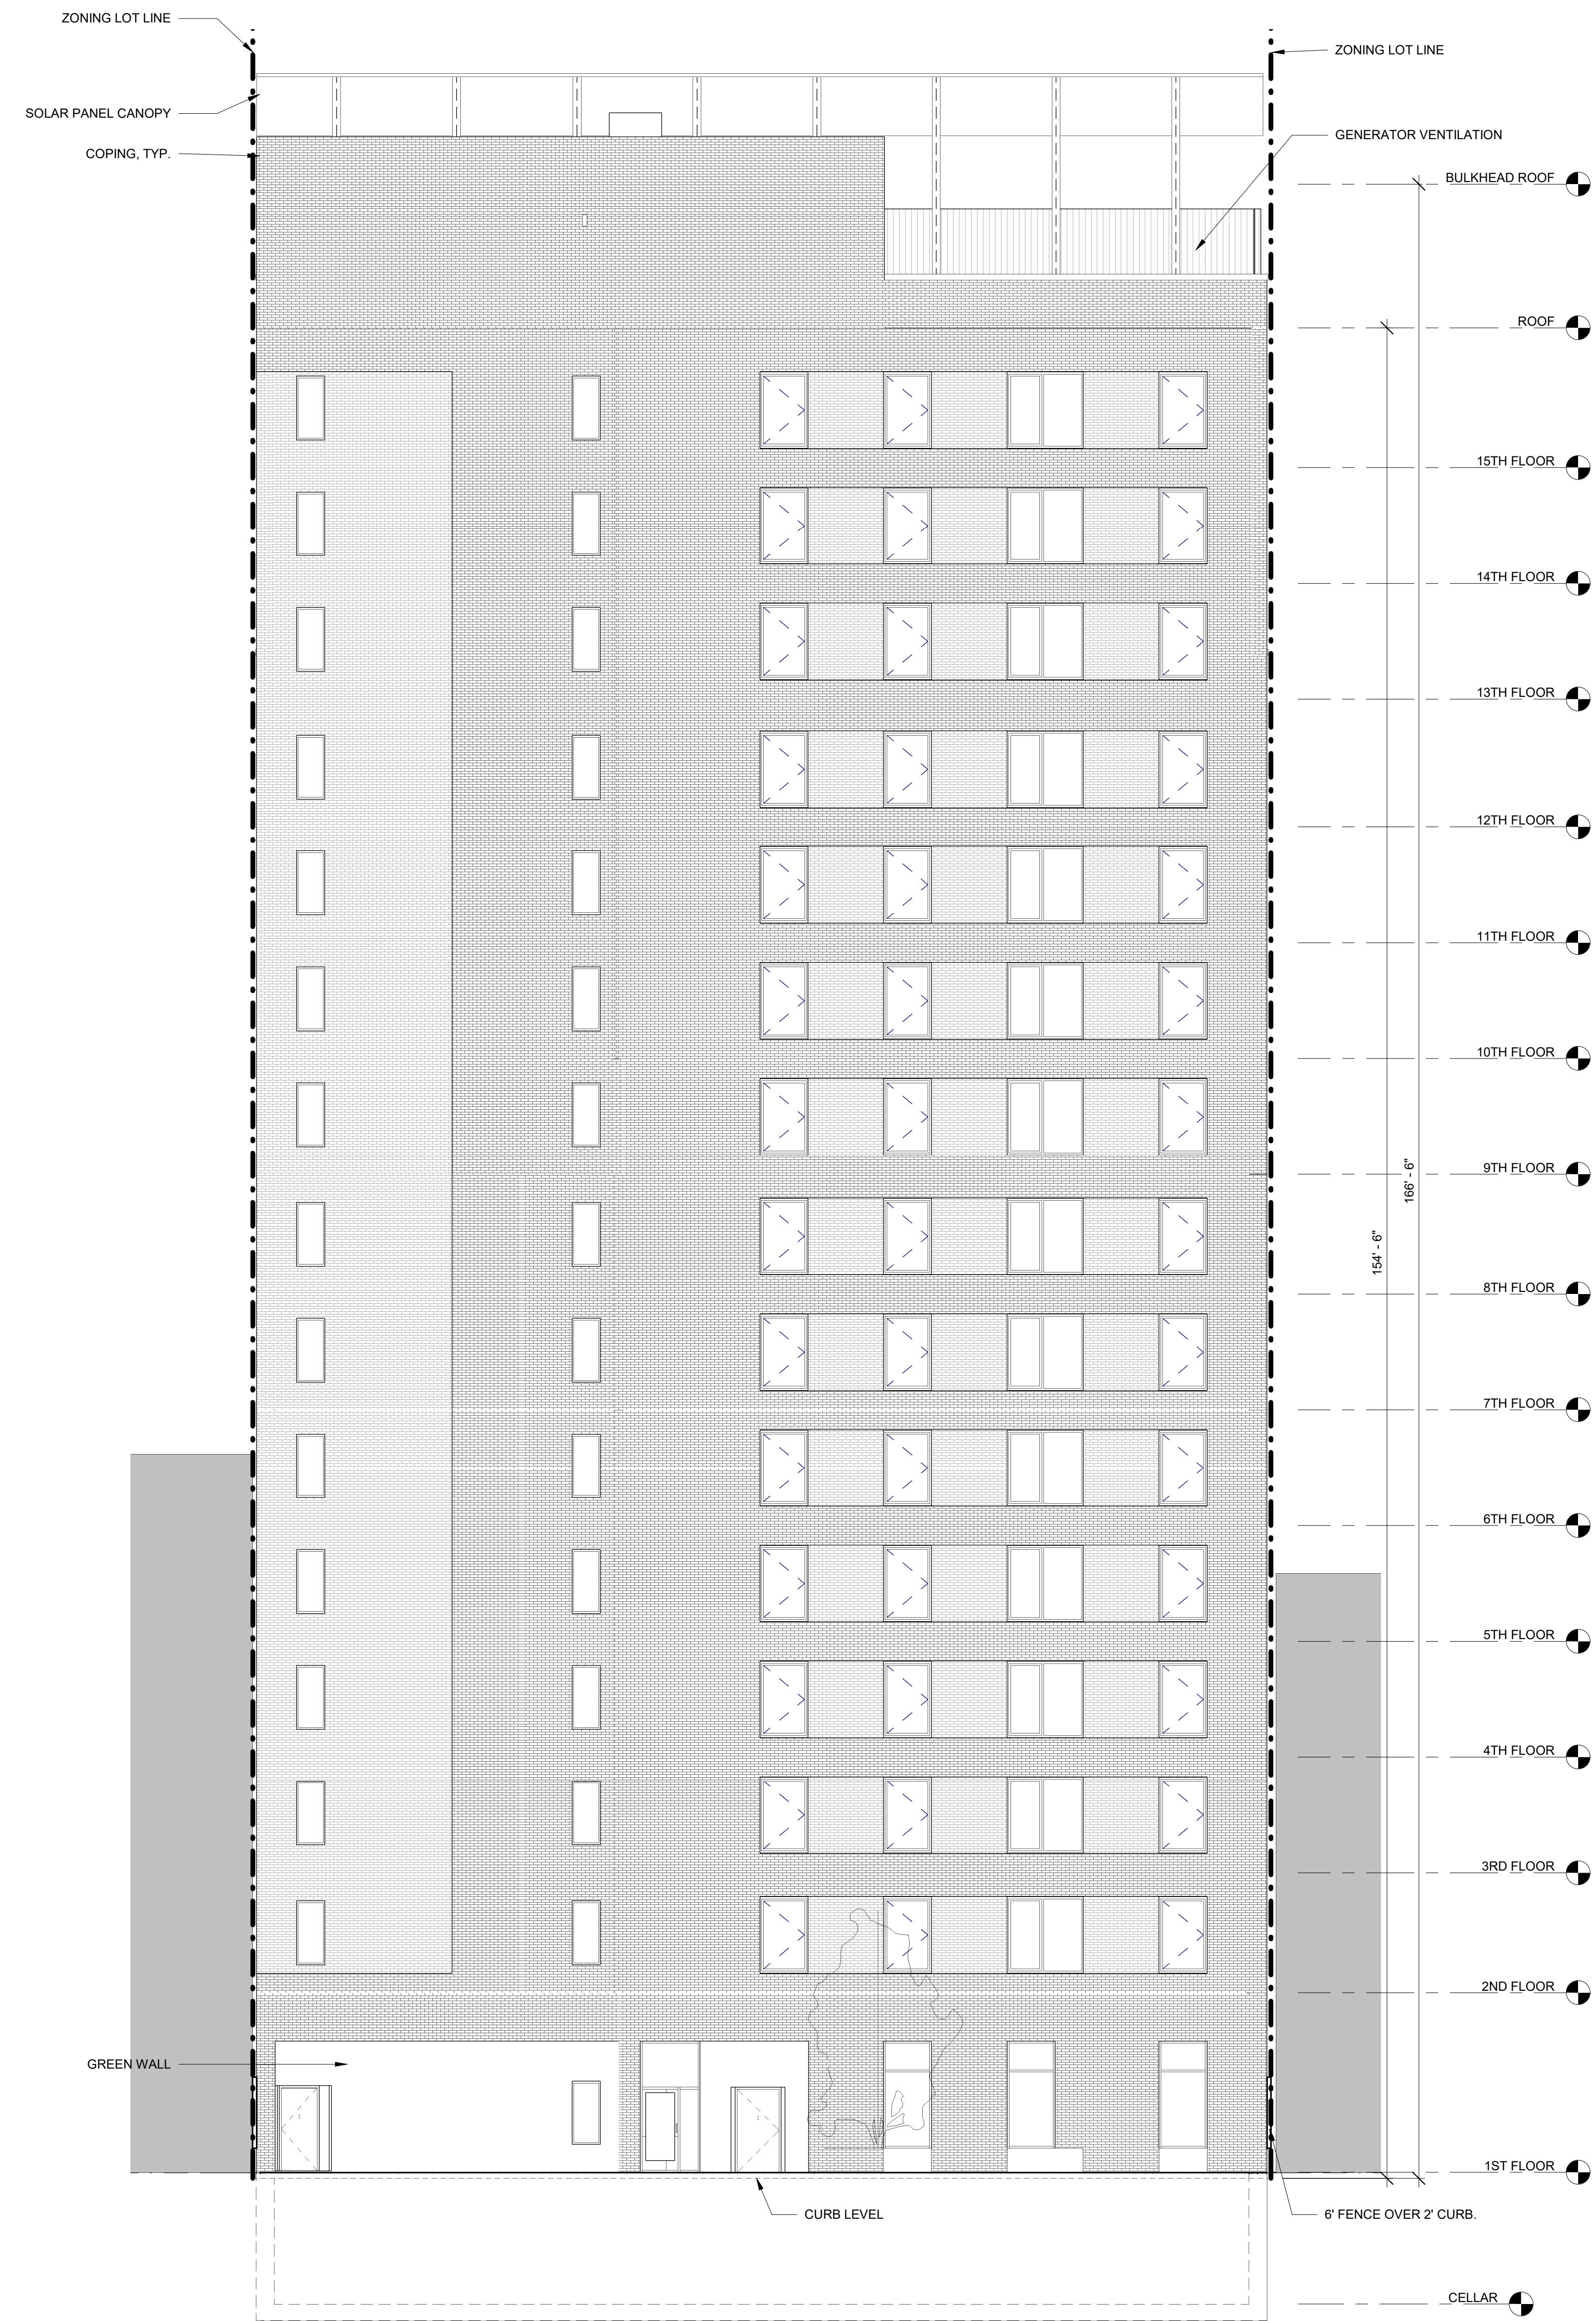 ZONING LOT LINE
ZONING LOT LINE
SOLAR PANEL CANOPY
GENERATOR VENTILATION
COPING, TYP.
BULKHEAD ROOF
ROOF
15TH FLOOR
14TH FLOOR
13TH FLOOR
12TH FLOOR
11TH FLOOR
10TH FLOOR
9TH FLOOR
166' - 6"
154' - 6"
8TH FLOOR
7TH FLOOR
6TH FLOOR
5TH FLOOR
4TH FLOOR
3RD FLOOR
2ND FLOOR
GREEN WALL
1ST FLOOR
CURB LEVEL
6' FENCE OVER 2' CURB.
CELLAR